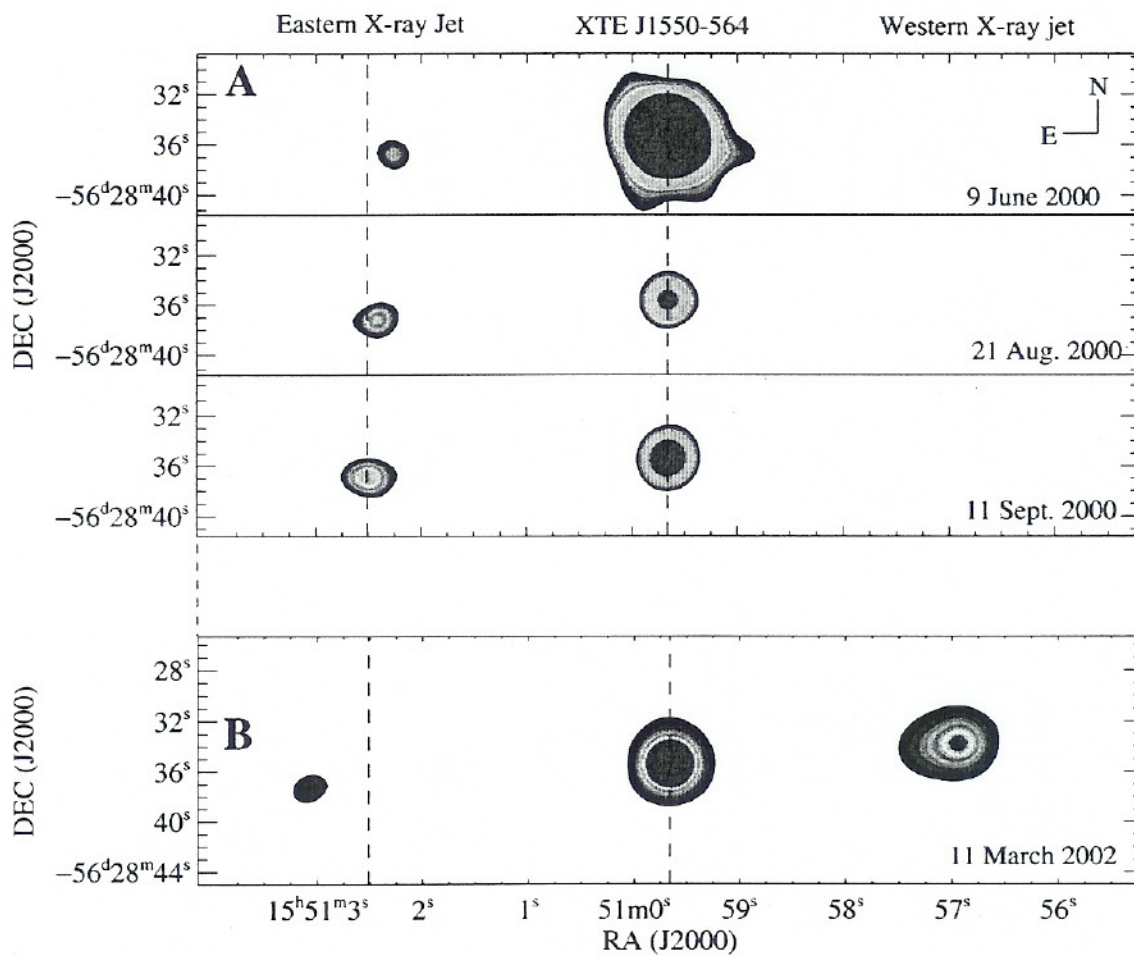 Eastern X-ray Jet XTE J1550-564 Western X-ray jet
A
N
E
32ˢ
36ˢ
−56ᵈ28ᵐ40ˢ
9 June 2000
32ˢ
36ˢ
−56ᵈ28ᵐ40ˢ
21 Aug. 2000
DEC (J2000)
32ˢ
36ˢ
−56ᵈ28ᵐ40ˢ
11 Sept. 2000
B
28ˢ
32ˢ
36ˢ
40ˢ
−56ᵈ28ᵐ44ˢ
DEC (J2000)
11 March 2002
15ʰ51ᵐ3ˢ 2ˢ 1ˢ 51m0ˢ 59ˢ 58ˢ 57ˢ 56ˢ
RA (J2000)